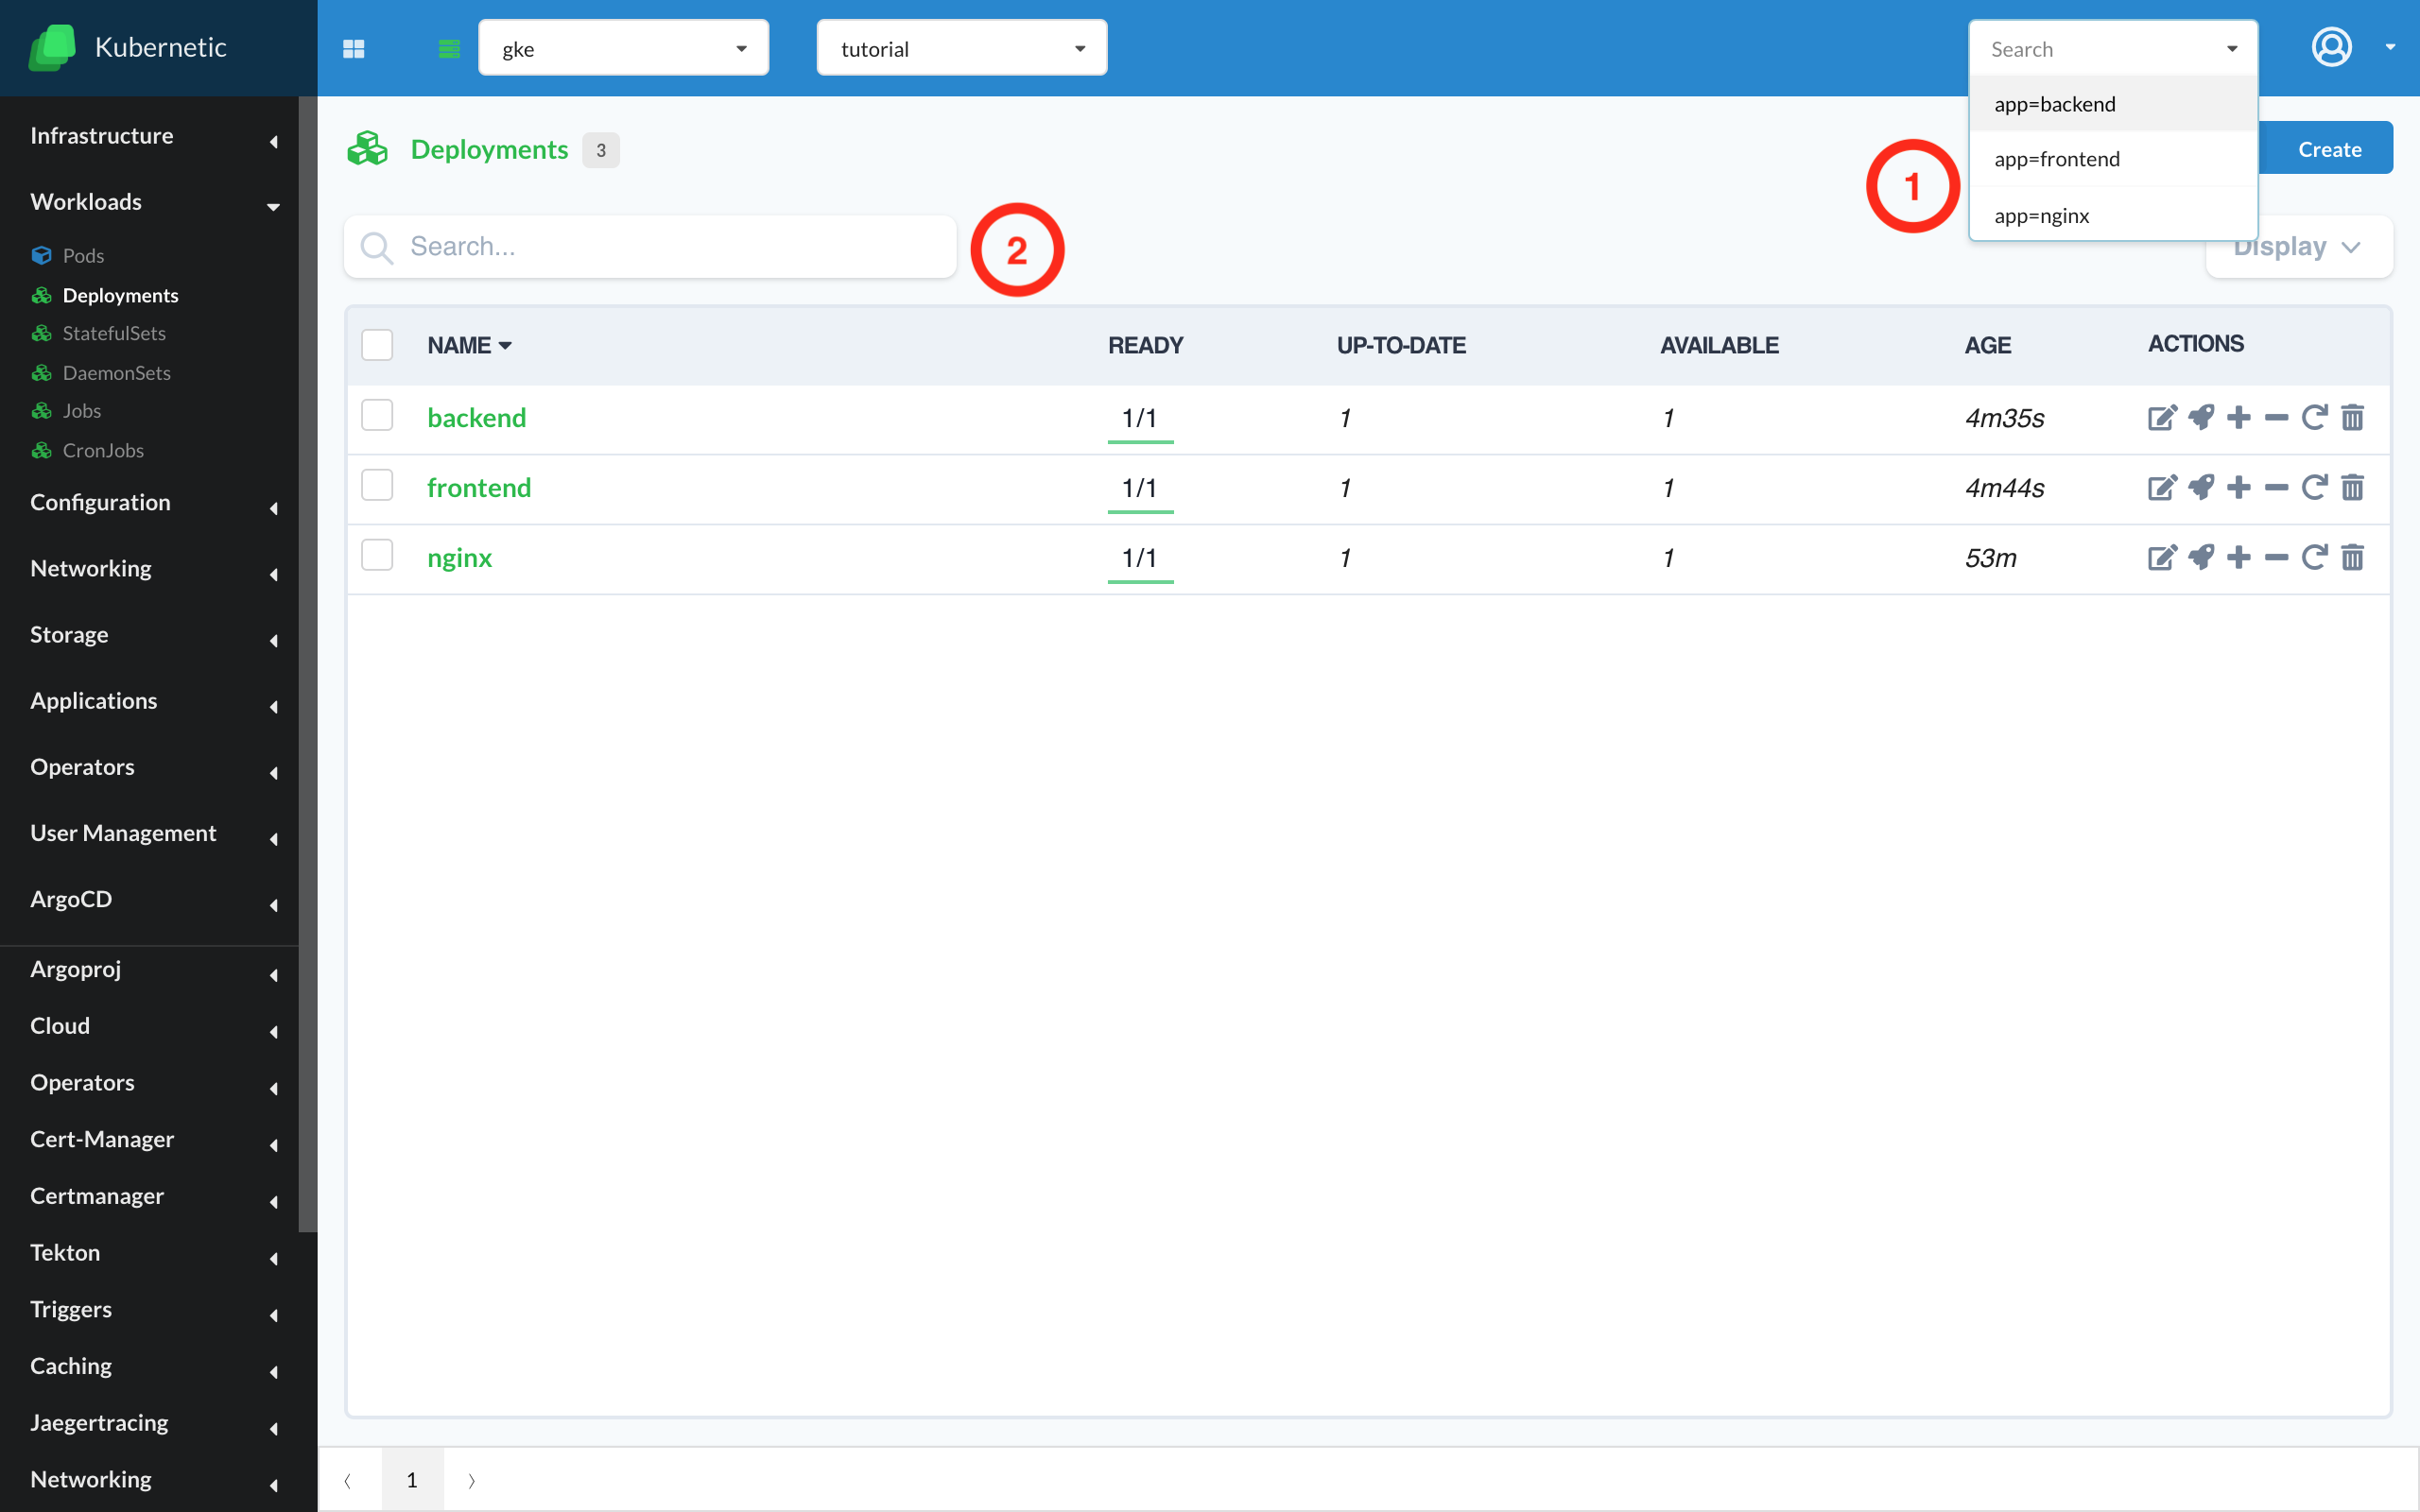 Kubernetic
gke
tutorial
Search
app=backend
app=frontend
app=nginx
Infrastructure
Workloads
Pods
Deployments
StatefulSets
DaemonSets
Jobs
CronJobs
Configuration
Networking
Storage
Applications
Operators
User Management
ArgoCD
Argoproj
Cloud
Operators
Cert-Manager
Certmanager
Tekton
Triggers
Caching
Jaegertracing
Networking
Deployments 3
1
Create
Search...
2
Display
NAME READY UP-TO-DATE AVAILABLE AGE ACTIONS
backend 1/1 1 1 4m35s
frontend 1/1 1 1 4m44s
nginx 1/1 1 1 53m
1